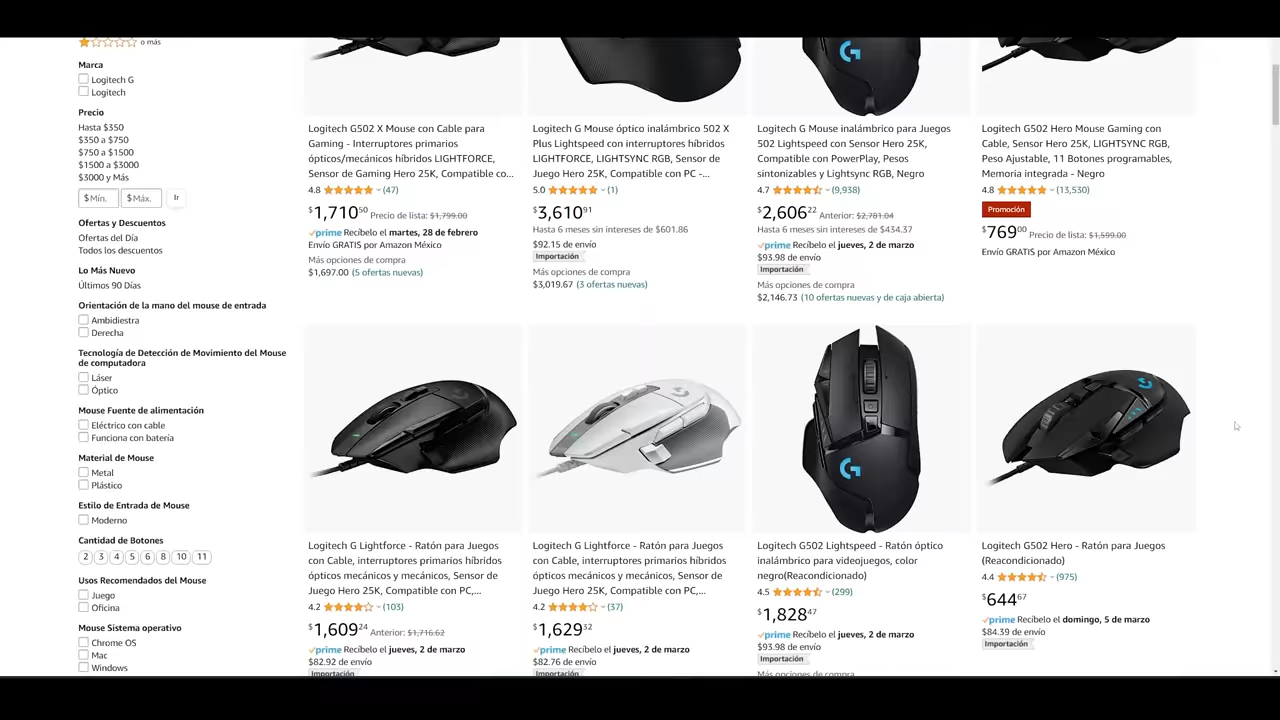 o más
Marca
Logitech G
Logitech
Precio
Hasta $350
$350 a $750
$750 a $1500
$1500 a $3000
$3000 y Más
$ Mín.
$ Máx.
Ir
Ofertas y Descuentos
Ofertas del Día
Todos los descuentos
Lo Más Nuevo
Últimos 90 Días
Orientación de la mano del mouse de entrada
Ambidiestra
Derecha
Tecnología de Detección de Movimiento del Mouse
de computadora
Láser
Óptico
Mouse Fuente de alimentación
Eléctrico con cable
Funciona con batería
Material de Mouse
Metal
Plástico
Estilo de Entrada de Mouse
Moderno
Cantidad de Botones
2 3 4 5 6 8 10 11
Usos Recomendados del Mouse
Juego
Oficina
Mouse Sistema operativo
Chrome OS
Mac
Windows
Logitech G502 X Mouse con Cable para
Gaming - Interruptores primarios
ópticos/mecánicos híbridos LIGHTFORCE,
Sensor de Gaming Hero 25K, Compatible co...
4.8 (47)
$1,710 50 Precio de lista: $1,799.00
prime Recíbelo el martes, 28 de febrero
Envío GRATIS por Amazon México
Más opciones de compra
$1,697.00 (5 ofertas nuevas)
Logitech G Mouse óptico inalámbrico 502 X
Plus Lightspeed con interruptores híbridos
LIGHTFORCE, LIGHTSYNC RGB, Sensor de
Juego Hero 25K, Compatible con PC -...
5.0 (1)
$3,610 91
Hasta 6 meses sin intereses de $601.86
$92.15 de envío
Importación
Más opciones de compra
$3,019.67 (3 ofertas nuevas)
Logitech G Mouse inalámbrico para Juegos
502 Lightspeed con Sensor Hero 25K,
Compatible con PowerPlay, Pesos
sintonizables y Lightsync RGB, Negro
4.7 (9,938)
$2,606 22 Anterior: $2,781.04
Hasta 6 meses sin intereses de $434.37
prime Recíbelo el jueves, 2 de marzo
$93.98 de envío
Importación
Más opciones de compra
$2,146.73 (10 ofertas nuevas y de caja abierta)
Logitech G502 Hero Mouse Gaming con
Cable, Sensor Hero 25K, LIGHTSYNC RGB,
Peso Ajustable, 11 Botones programables,
Memoria integrada - Negro
4.8 (13,530)
Promoción
$769 00 Precio de lista: $1,599.00
Envío GRATIS por Amazon México
Logitech G Lightforce - Ratón para Juegos
con Cable, interruptores primarios híbridos
ópticos mecánicos y mecánicos, Sensor de
Juego Hero 25K, Compatible con PC,...
4.2 (103)
$1,609 24 Anterior: $1,716.62
prime Recíbelo el jueves, 2 de marzo
$82.92 de envío
Importación
Logitech G Lightforce - Ratón para Juegos
con Cable, interruptores primarios híbridos
ópticos mecánicos y mecánicos, Sensor de
Juego Hero 25K, Compatible con PC,...
4.2 (37)
$1,629 32
prime Recíbelo el jueves, 2 de marzo
$82.76 de envío
Importación
Logitech G502 Lightspeed - Ratón óptico
inalámbrico para videojuegos, color
negro(Reacondicionado)
4.5 (299)
$1,828 47
prime Recíbelo el jueves, 2 de marzo
$93.98 de envío
Importación
Más opciones de compra
Logitech G502 Hero - Ratón para Juegos
(Reacondicionado)
4.4 (975)
$644 67
prime Recíbelo el domingo, 5 de marzo
$84.39 de envío
Importación